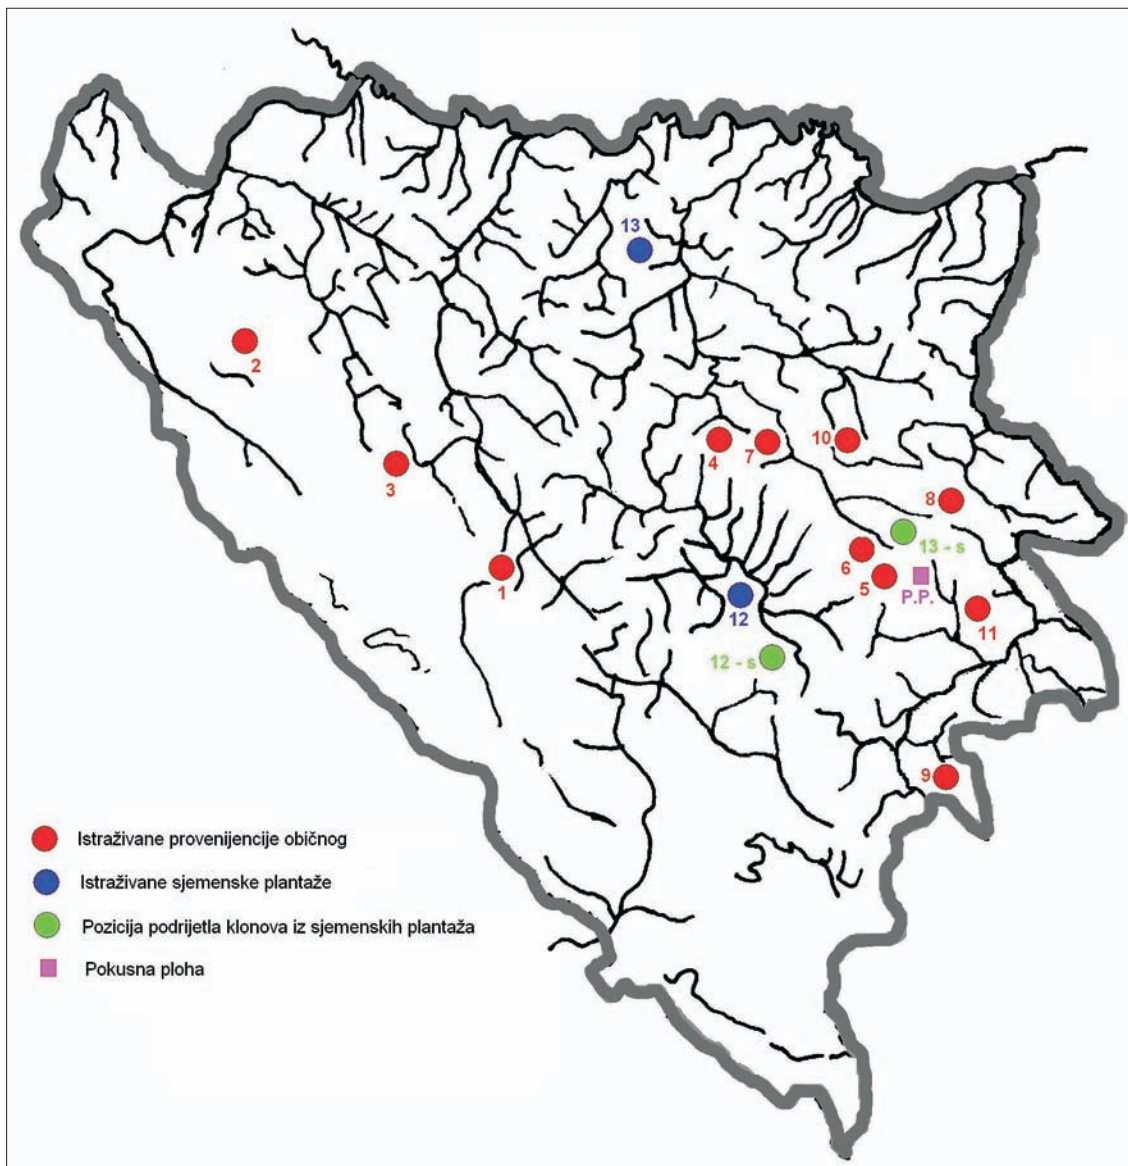 13
2
4
7
10
3
8
13 - s
6
1
5
P.P.
12
11
12 - s
9
Istraživane provenijencije običnog
Istraživane sjemenske plantaže
Pozicija podrijetla klonova iz sjemenskih plantaža
Pokusna ploha